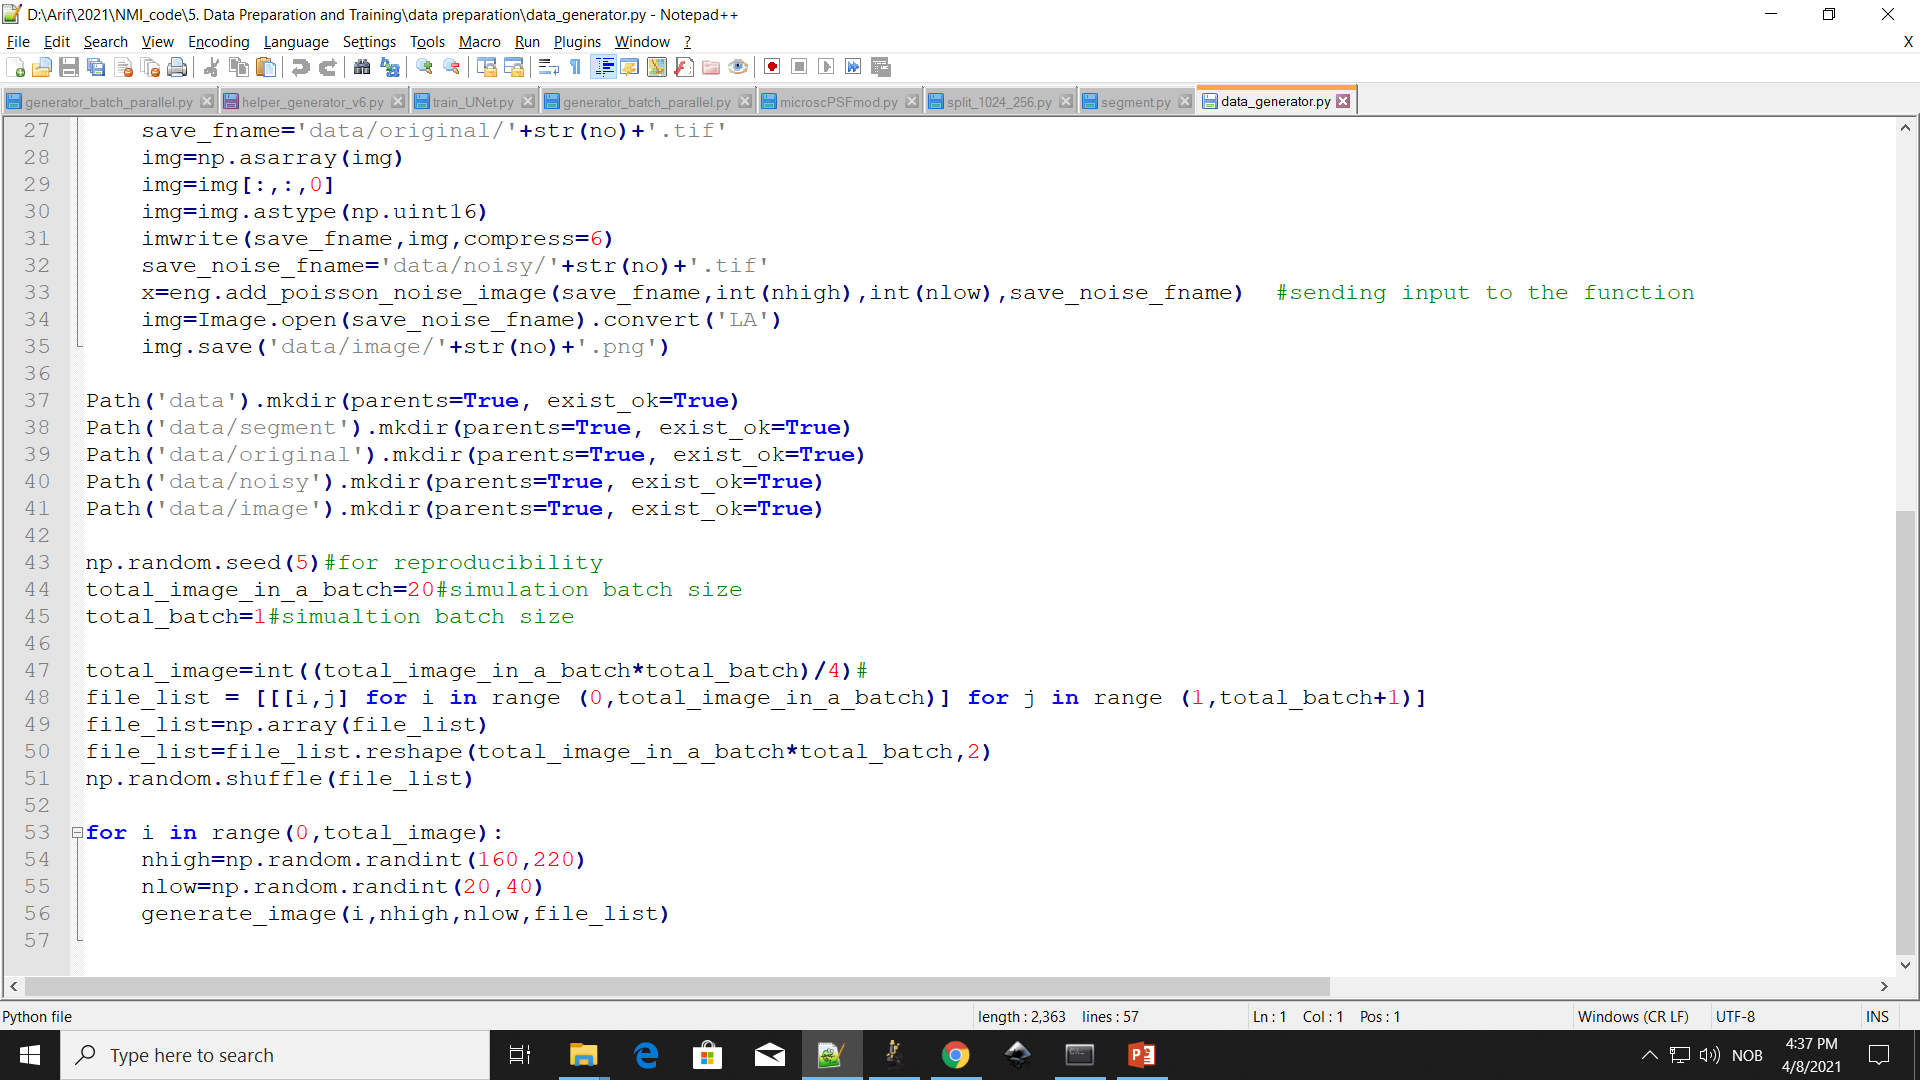 D:\Arif\2021\NMI_code\5. Data Preparation and Training\data preparation\data_generator.py - Notepad++
File Edit Search View Encoding Language Settings Tools Macro Run Plugins Window ? X
generator_batch_parallel.py helper_generator_v6.py train_UNet.py generator_batch_parallel.py microscPSFmod.py split_1024_256.py segment.py data_generator.py
27 save_fname='data/original/'+str(no)+'.tif'
28 img=np.asarray(img)
29 img=img[:,:,0]
30 img=img.astype(np.uint16)
31 imwrite(save_fname,img,compress=6)
32 save_noise_fname='data/noisy/'+str(no)+'.tif'
33 x=eng.add_poisson_noise_image(save_fname,int(nhigh),int(nlow),save_noise_fname) #sending input to the function
34 img=Image.open(save_noise_fname).convert('LA')
35 img.save('data/image/'+str(no)+'.png')
36
37 Path('data').mkdir(parents=True, exist_ok=True)
38 Path('data/segment').mkdir(parents=True, exist_ok=True)
39 Path('data/original').mkdir(parents=True, exist_ok=True)
40 Path('data/noisy').mkdir(parents=True, exist_ok=True)
41 Path('data/image').mkdir(parents=True, exist_ok=True)
42
43 np.random.seed(5)#for reproducibility
44 total_image_in_a_batch=20#simulation batch size
45 total_batch=1#simualtion batch size
46
47 total_image=int((total_image_in_a_batch*total_batch)/4)#
48 file_list = [[[i,j] for i in range (0,total_image_in_a_batch)] for j in range (1,total_batch+1)]
49 file_list=np.array(file_list)
50 file_list=file_list.reshape(total_image_in_a_batch*total_batch,2)
51 np.random.shuffle(file_list)
52
53 for i in range(0,total_image):
54 nhigh=np.random.randint(160,220)
55 nlow=np.random.randint(20,40)
56 generate_image(i,nhigh,nlow,file_list)
57
Python file length : 2,363 lines : 57 Ln : 1 Col : 1 Pos : 1 Windows (CR LF) UTF-8 INS
Type here to search NOB 4:37 PM
4/8/2021